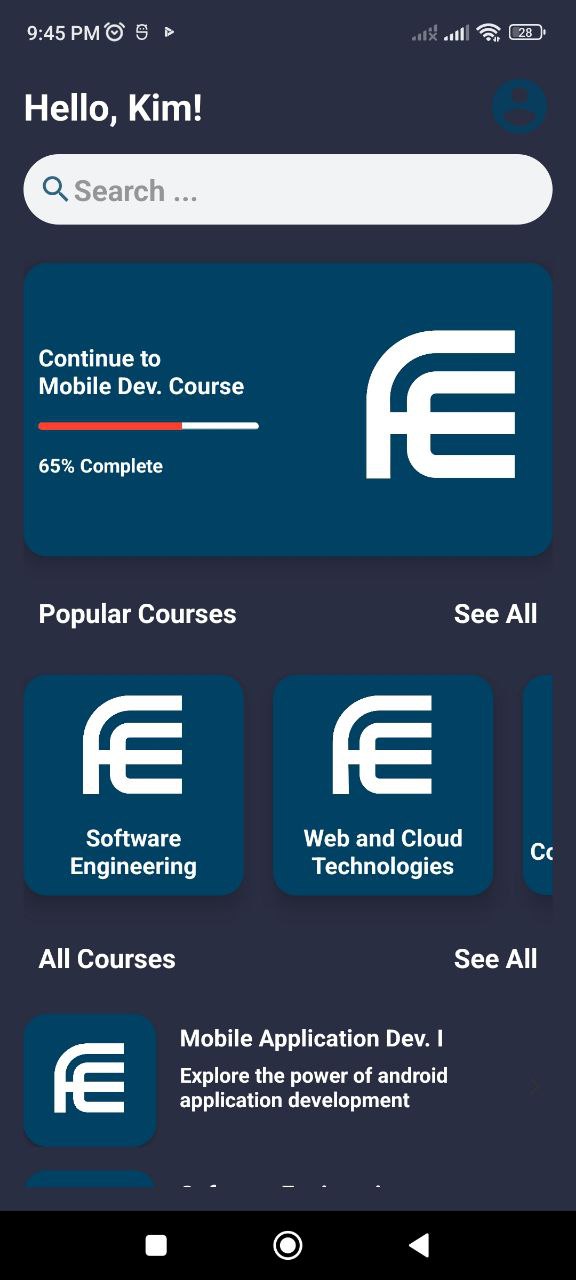 9:45 PM
28
Hello, Kim!
Search ...
Continue to
Mobile Dev. Course
65% Complete
Popular Courses
See All
Software
Engineering
Web and Cloud
Technologies
All Courses
See All
Mobile Application Dev. I
Explore the power of android
application development